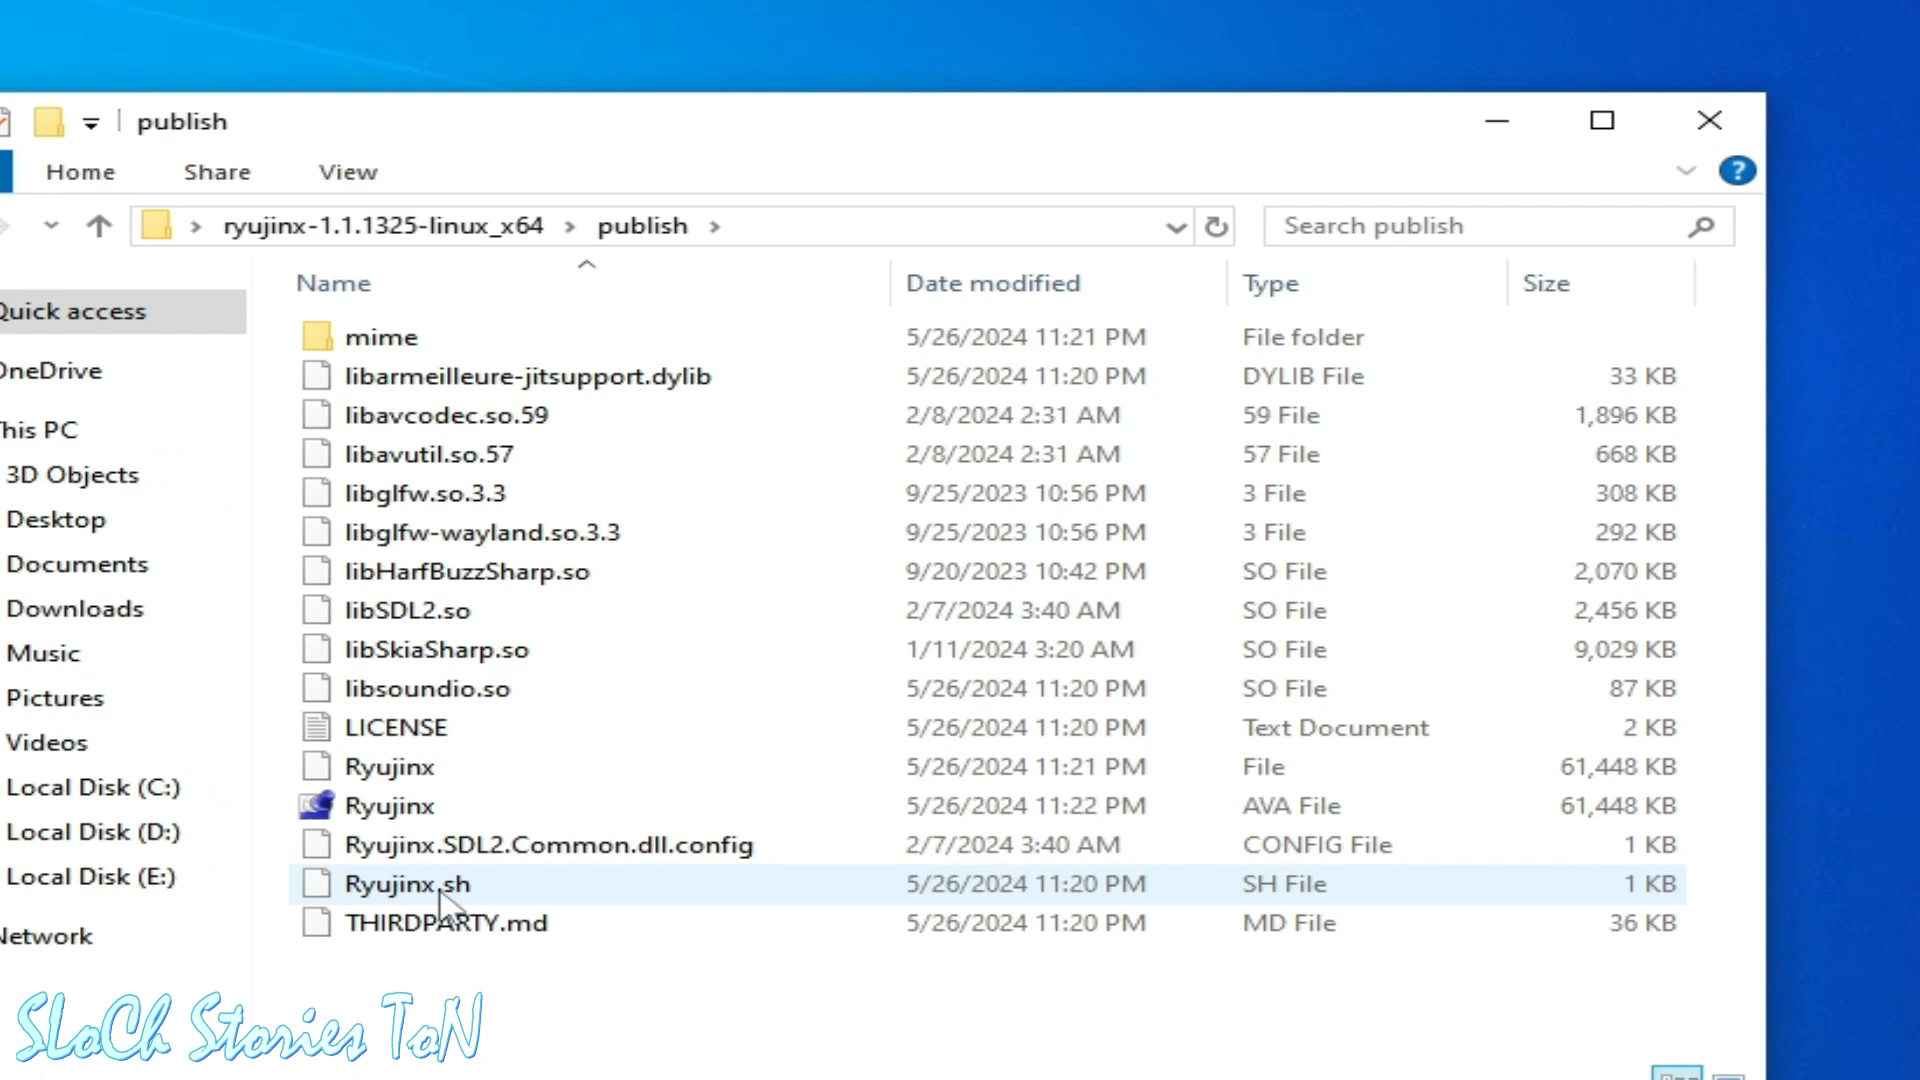 publish
Home Share View
ryujinx-1.1.1325-linux_x64 publish Search publish
Name Date modified Type Size
Quick access
OneDrive
This PC
3D Objects
Desktop
Documents
Downloads
Music
Pictures
Videos
Local Disk (C:)
Local Disk (D:)
Local Disk (E:)
Network
mime 5/26/2024 11:21 PM File folder
libarmeilleure-jitsupport.dylib 5/26/2024 11:20 PM DYLIB File 33 KB
libavcodec.so.59 2/8/2024 2:31 AM 59 File 1,896 KB
libavutil.so.57 2/8/2024 2:31 AM 57 File 668 KB
libglfw.so.3.3 9/25/2023 10:56 PM 3 File 308 KB
libglfw-wayland.so.3.3 9/25/2023 10:56 PM 3 File 292 KB
libHarfBuzzSharp.so 9/20/2023 10:42 PM SO File 2,070 KB
libSDL2.so 2/7/2024 3:40 AM SO File 2,456 KB
libSkiaSharp.so 1/11/2024 3:20 AM SO File 9,029 KB
libsoundio.so 5/26/2024 11:20 PM SO File 87 KB
LICENSE 5/26/2024 11:20 PM Text Document 2 KB
Ryujinx 5/26/2024 11:21 PM File 61,448 KB
Ryujinx 5/26/2024 11:22 PM AVA File 61,448 KB
Ryujinx.SDL2.Common.dll.config 2/7/2024 3:40 AM CONFIG File 1 KB
Ryujinx.sh 5/26/2024 11:20 PM SH File 1 KB
THIRDPARTY.md 5/26/2024 11:20 PM MD File 36 KB
SLoCh Stories ToN